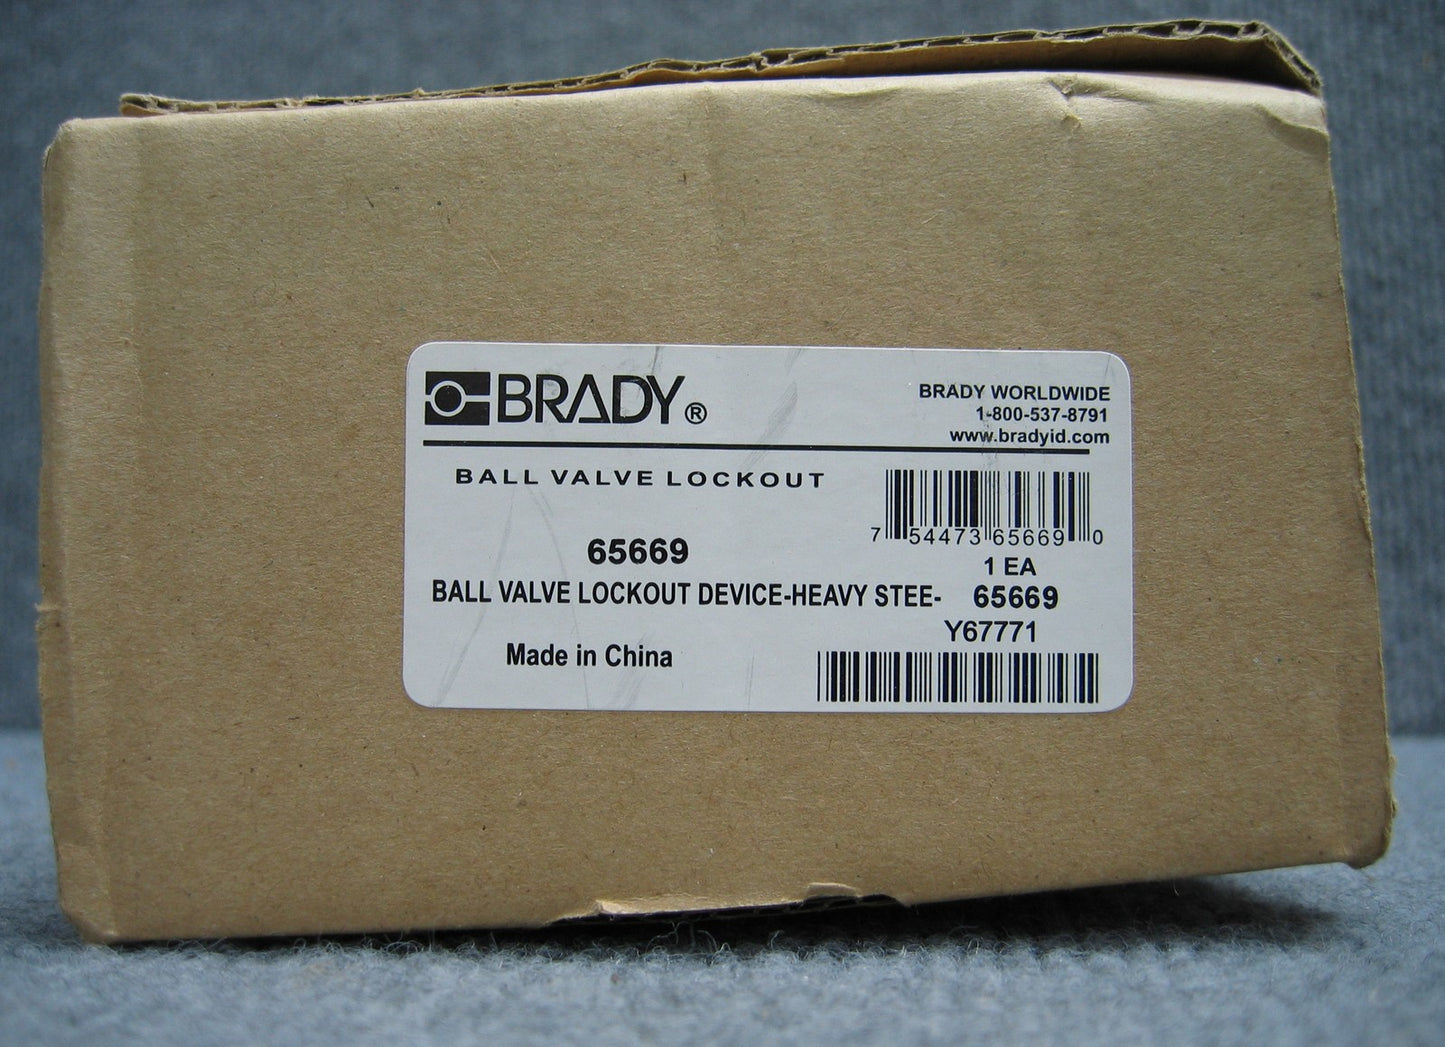 BRADY®
BRADY WORLDWIDE
1-800-537-8791
www.bradyid.com
BALL VALVE LOCKOUT
7 54473 65669 0
65669
1 EA
BALL VALVE LOCKOUT DEVICE-HEAVY STEE- 65669
Y67771
Made in China